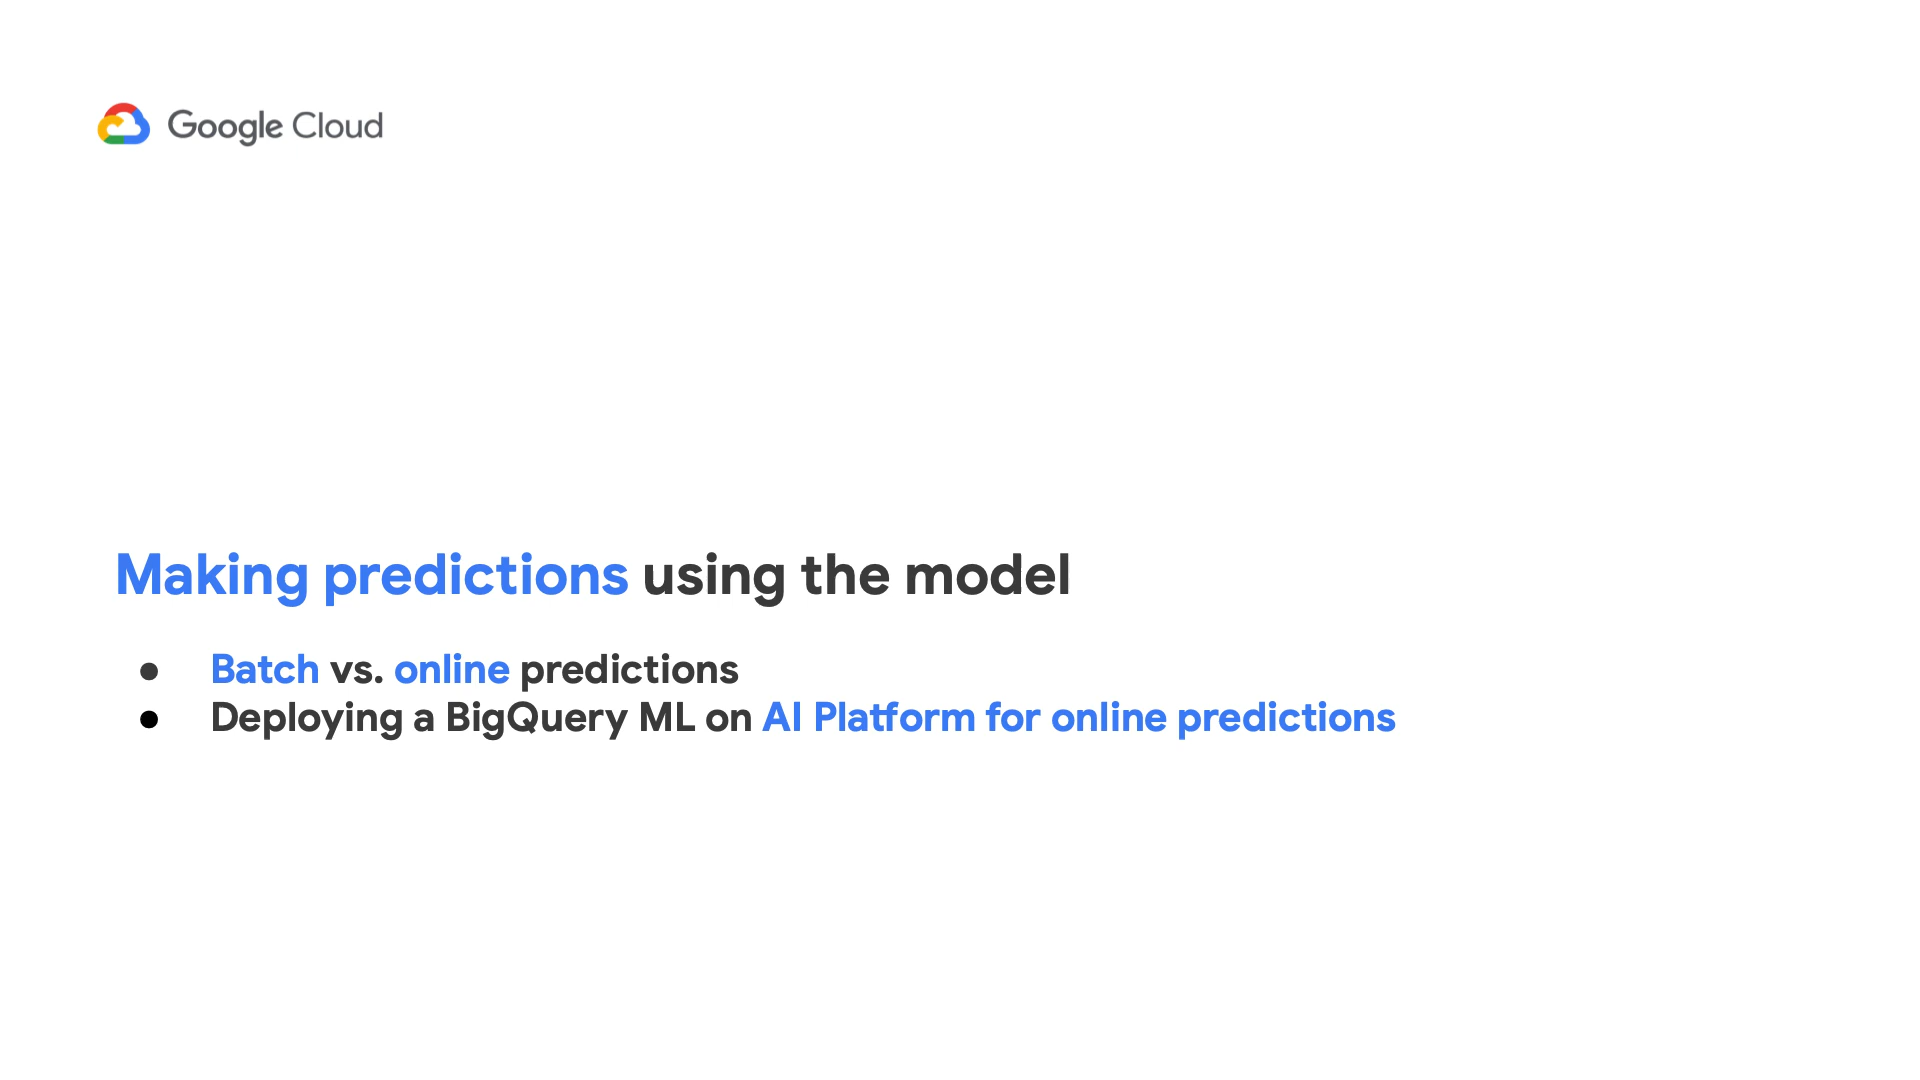 Google Cloud
Making predictions using the model
● Batch vs. online predictions
● Deploying a BigQuery ML on AI Platform for online predictions